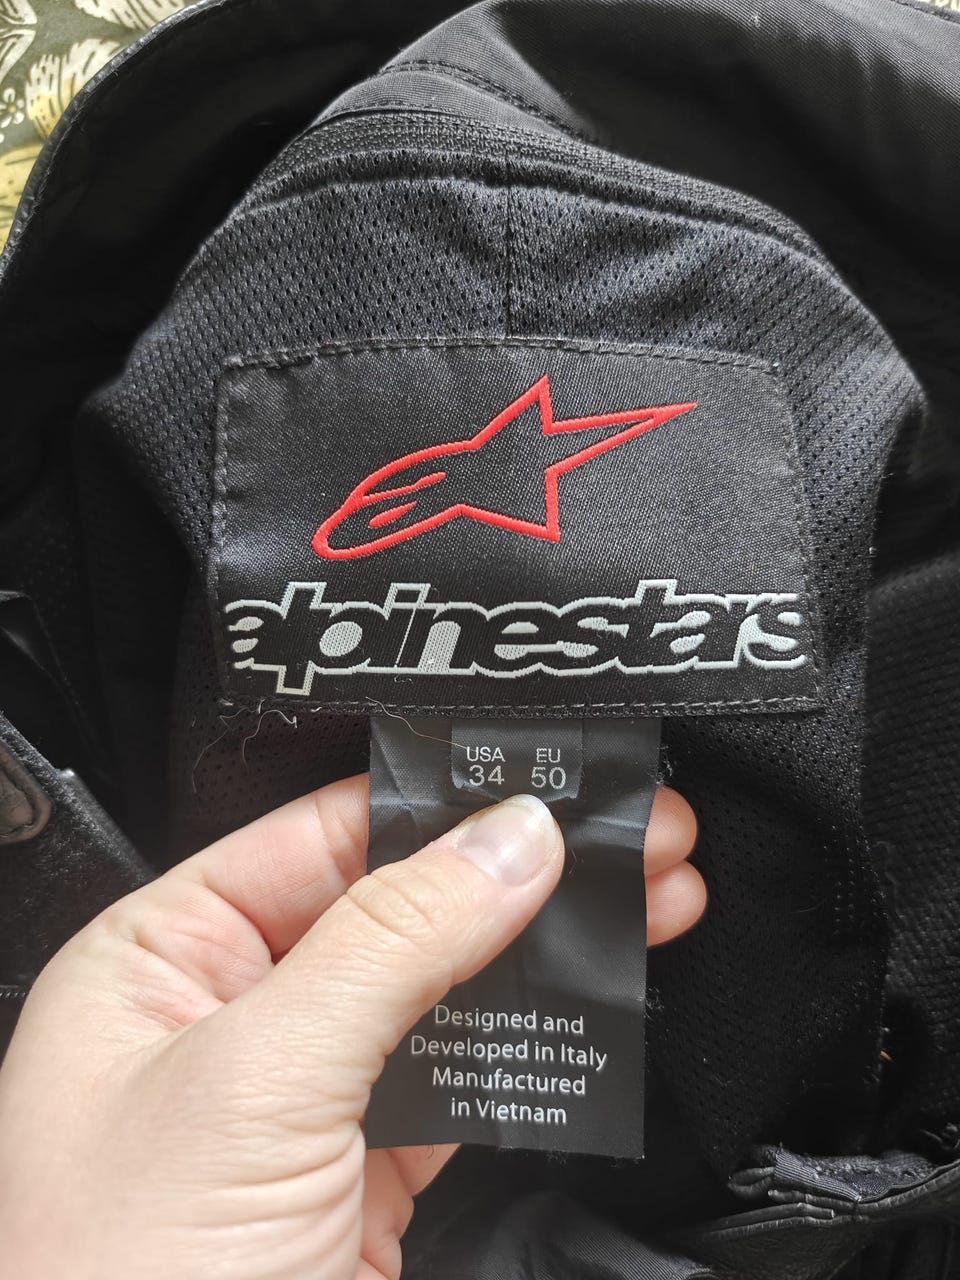 alpinestars
USA EU
34 50
Designed and
Developed in Italy
Manufactured
in Vietnam